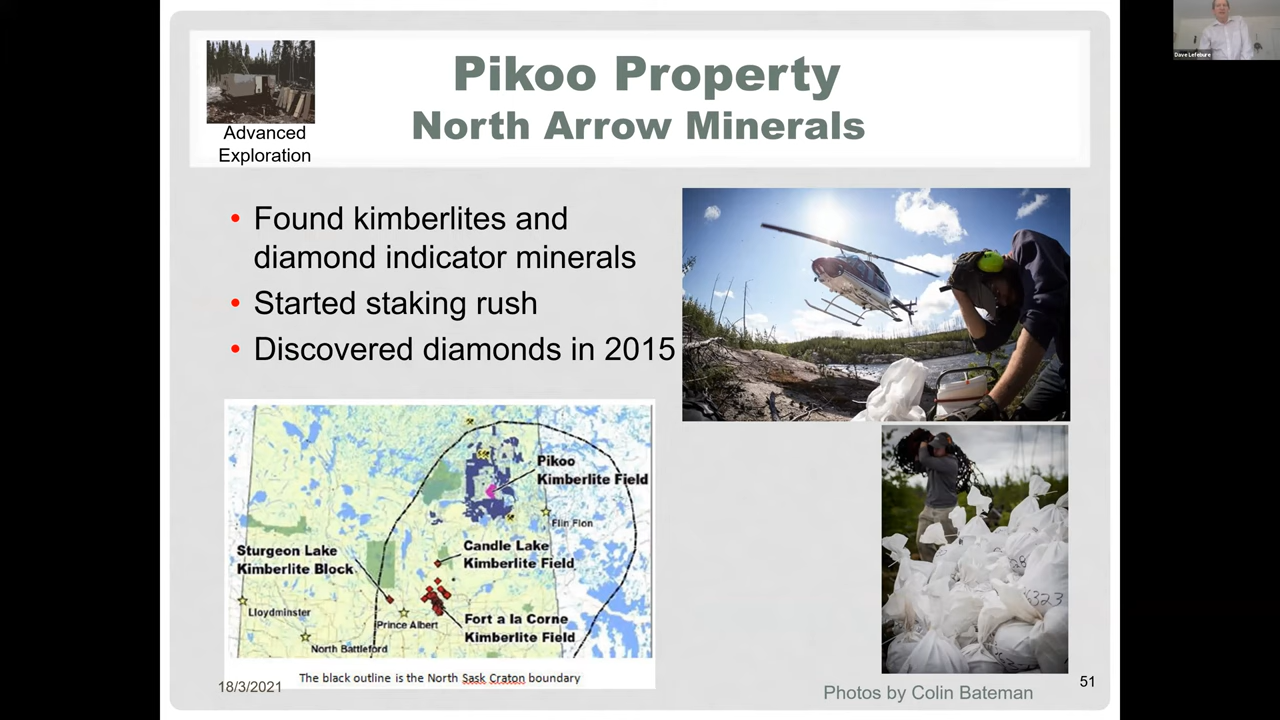 Dave Lefebure
Pikoo Property
North Arrow Minerals
Advanced
Exploration
• Found kimberlites and
diamond indicator minerals
• Started staking rush
• Discovered diamonds in 2015
Pikoo
Kimberlite Field
Flin Flon
Sturgeon Lake
Kimberlite Block
Candle Lake
Kimberlite Field
Lloydminster
Prince Albert
Fort a la Corne
Kimberlite Field
North Battleford
The black outline is the North Sask Craton boundary
323
18/3/2021
Photos by Colin Bateman
51